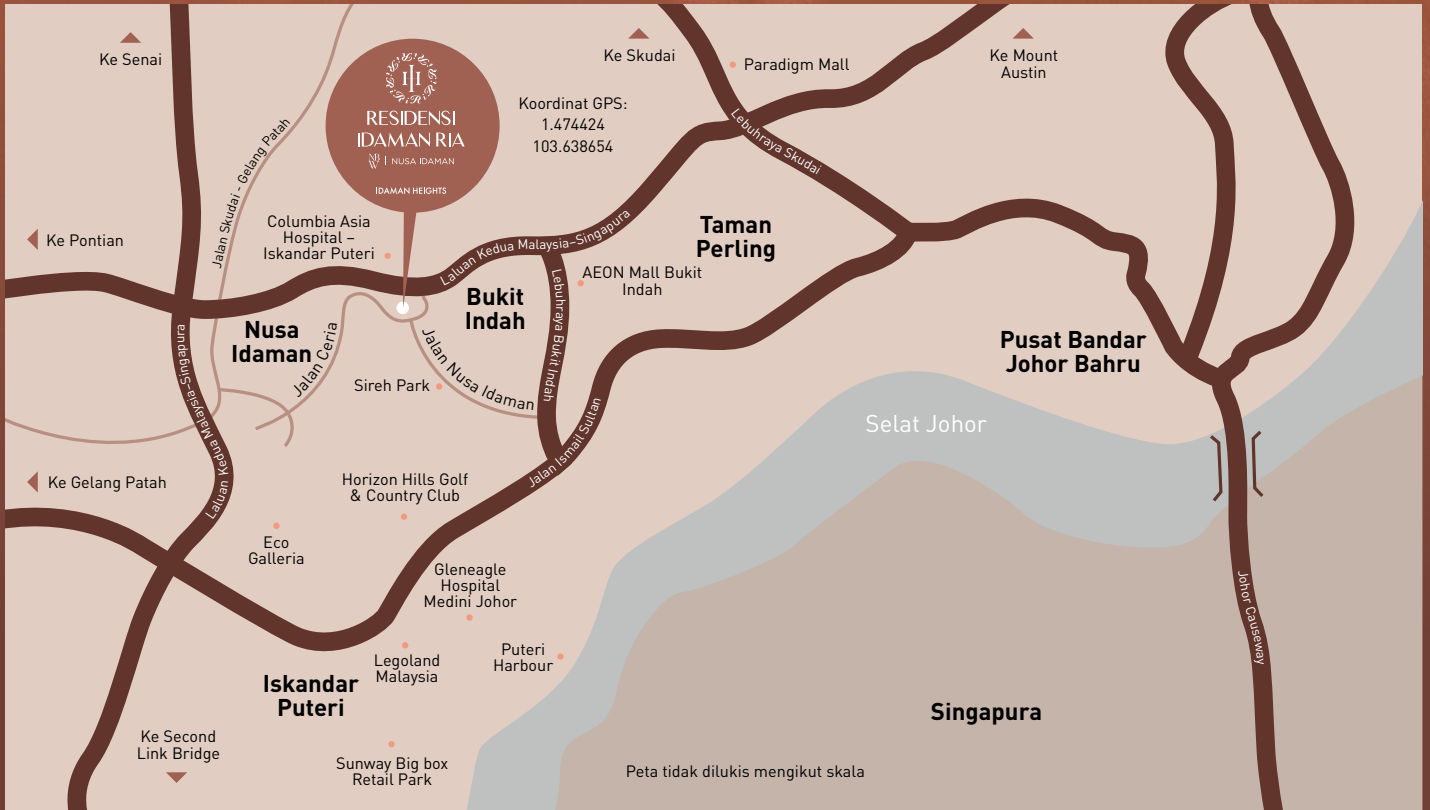 Ke Senai
Ke Skudai
Paradigm Mall
Ke Mount
Austin
RESIDENSI
IDAMAN RIA
NUSA IDAMAN
IDAMAN HEIGHTS
Koordinat GPS:
1.474424
103.638654
Lebuhraya Skudai
Jalan Skudai - Gelang Patah
Ke Pontian
Columbia Asia
Hospital –
Iskandar Puteri
Laluan Kedua Malaysia–Singapura
Taman
Perling
AEON Mall Bukit
Indah
Bukit
Indah
Lebuhraya Bukit Indah
Nusa
Idaman
Jalan Ceria
Jalan Nusa Idaman
Sireh Park
Pusat Bandar
Johor Bahru
Laluan Kedua Malaysia–Singapura
Selat Johor
Jalan Ismail Sultan
Ke Gelang Patah
Horizon Hills Golf
& Country Club
Eco
Galleria
Gleneagle
Hospital
Medini Johor
Johor Causeway
Puteri
Harbour
Legoland
Malaysia
Iskandar
Puteri
Singapura
Ke Second
Link Bridge
Sunway Big box
Retail Park
Peta tidak dilukis mengikut skala